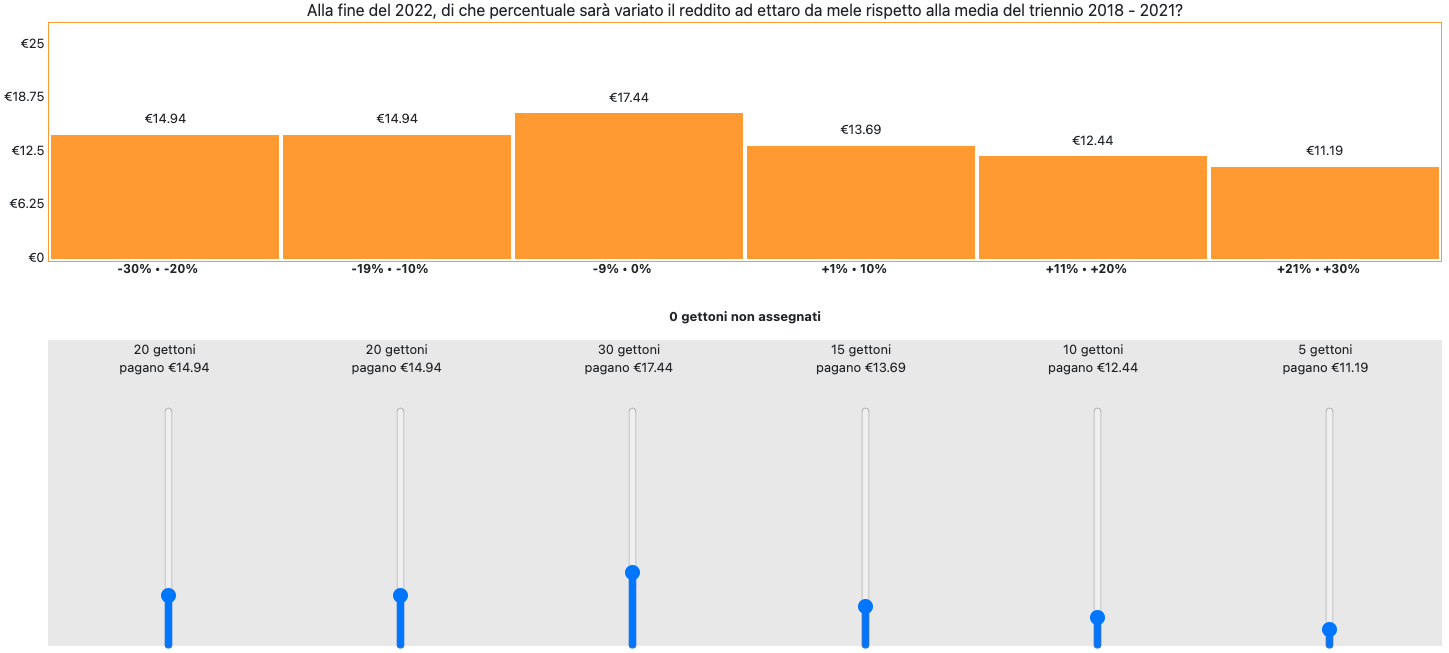 Alla fine del 2022, di che percentuale sarà variato il reddito ad ettaro da mele rispetto alla media del triennio 2018 - 2021?
€25
€18.75
€12.5
€6.25
€0
€14.94
€14.94
€17.44
€13.69
€12.44
€11.19
-30% • -20%
-19% • -10%
-9% • 0%
+1% • 10%
+11% • +20%
+21% • +30%
0 gettoni non assegnati
20 gettoni
pagano €14.94
20 gettoni
pagano €14.94
30 gettoni
pagano €17.44
15 gettoni
pagano €13.69
10 gettoni
pagano €12.44
5 gettoni
pagano €11.19